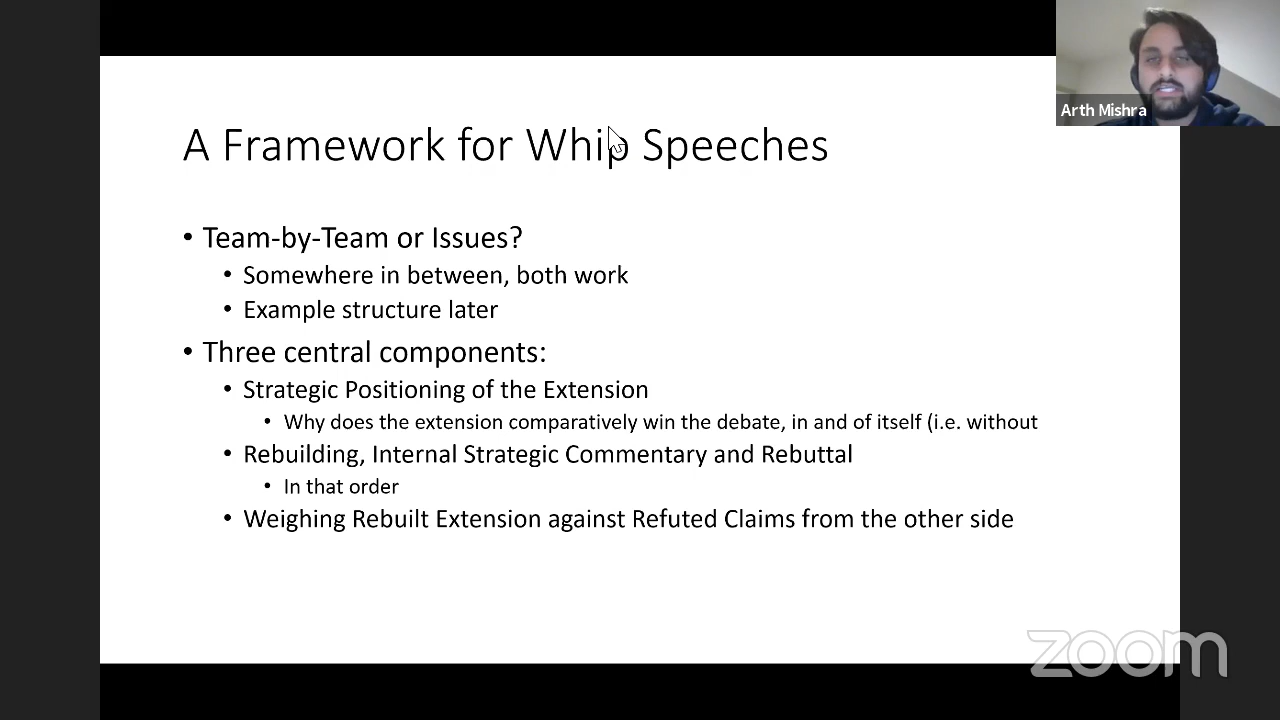 Arth Mishra
A Framework for Whip Speeches
• Team-by-Team or Issues?
• Somewhere in between, both work
• Example structure later
• Three central components:
• Strategic Positioning of the Extension
• Why does the extension comparatively win the debate, in and of itself (i.e. without
• Rebuilding, Internal Strategic Commentary and Rebuttal
• In that order
• Weighing Rebuilt Extension against Refuted Claims from the other side
zoom